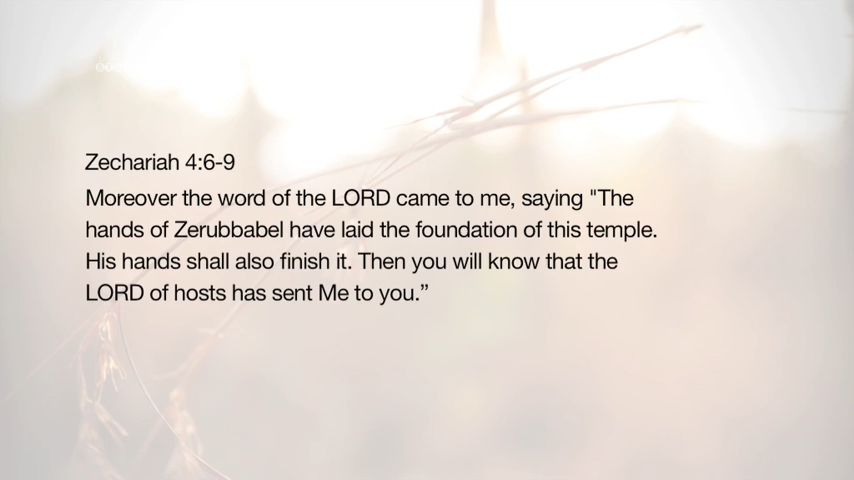 Zechariah 4:6-9
Moreover the word of the LORD came to me, saying "The
hands of Zerubbabel have laid the foundation of this temple.
His hands shall also finish it. Then you will know that the
LORD of hosts has sent Me to you.”